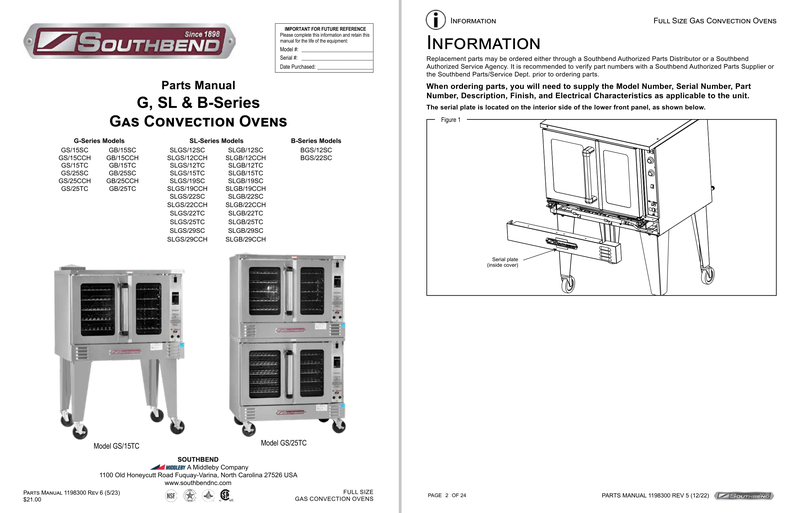 Since 1898
SOUTHBEND
IMPORTANT FOR FUTURE REFERENCE
Please complete this information and retain this
manual for the life of the equipment:
Model #:
Serial #:
Date Purchased:
Parts Manual
G, SL & B-Series
GAS CONVECTION OVENS
G-Series Models
GS/15SC GB/15SC
GS/15CCH GB/15CCH
GS/15TC GB/15TC
GS/25SC GB/25SC
GS/25CCH GB/25CCH
GS/25TC GB/25TC
SL-Series Models
SLGS/12SC SLGB/12SC
SLGS/12CCH SLGB/12CCH
SLGS/12TC SLGB/12TC
SLGS/15TC SLGB/15TC
SLGS/19SC SLGB/19SC
SLGS/19CCH SLGB/19CCH
SLGS/22SC SLGB/22SC
SLGS/22CCH SLGB/22CCH
SLGS/22TC SLGB/22TC
SLGS/25TC SLGB/25TC
SLGS/29SC SLGB/29SC
SLGS/29CCH SLGB/29CCH
B-Series Models
BGS/12SC
BGS/22SC
Model GS/15TC
Model GS/25TC
SOUTHBEND
MIDDLEBY A Middleby Company
1100 Old Honeycutt Road Fuquay-Varina, North Carolina 27526 USA
www.southbendnc.com
PARTS MANUAL 1198300 REV 6 (5/23)
$21.00
NSF
FULL SIZE
GAS CONVECTION OVENS
i INFORMATION
FULL SIZE GAS CONVECTION OVENS
INFORMATION
Replacement parts may be ordered either through a Southbend Authorized Parts Distributor or a Southbend
Authorized Service Agency. It is recommended to verify part numbers with a Southbend Authorized Parts Supplier or
the Southbend Parts/Service Dept. prior to ordering parts.
When ordering parts, you will need to supply the Model Number, Serial Number, Part
Number, Description, Finish, and Electrical Characteristics as applicable to the unit.
The serial plate is located on the interior side of the lower front panel, as shown below.
Figure 1
Serial plate
(inside cover)
PAGE 2 OF 24
PARTS MANUAL 1198300 REV 5 (12/22)
SOUTHBEND